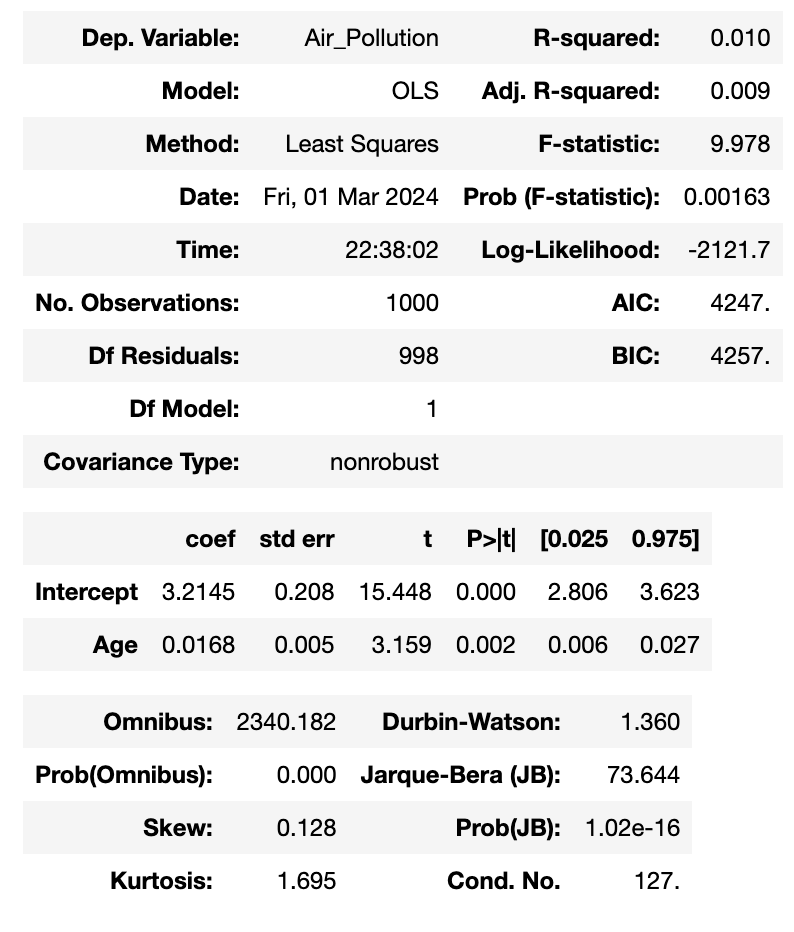 Dep. Variable: Air_Pollution R-squared: 0.010
Model: OLS Adj. R-squared: 0.009
Method: Least Squares F-statistic: 9.978
Date: Fri, 01 Mar 2024 Prob (F-statistic): 0.00163
Time: 22:38:02 Log-Likelihood: -2121.7
No. Observations: 1000 AIC: 4247.
Df Residuals: 998 BIC: 4257.
Df Model: 1
Covariance Type: nonrobust
coef std err t P>|t| [0.025 0.975]
Intercept 3.2145 0.208 15.448 0.000 2.806 3.623
Age 0.0168 0.005 3.159 0.002 0.006 0.027
Omnibus: 2340.182 Durbin-Watson: 1.360
Prob(Omnibus): 0.000 Jarque-Bera (JB): 73.644
Skew: 0.128 Prob(JB): 1.02e-16
Kurtosis: 1.695 Cond. No. 127.